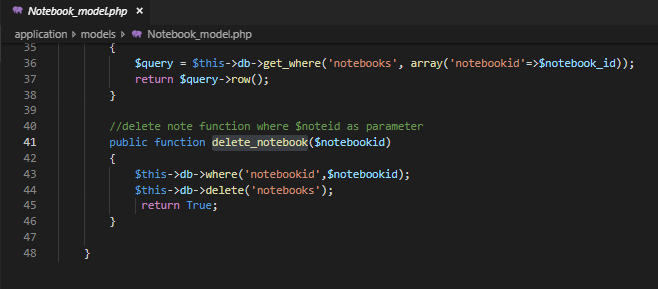 Notebook_model.php ×
application > models > Notebook_model.php
35 {
36 $query = $this->db->get_where('notebooks', array('notebookid'=>$notebook_id));
37 return $query->row();
38 }
39
40 //delete note function where $noteid as parameter
41 public function delete_notebook($notebookid)
42 {
43 $this->db->where('notebookid',$notebookid);
44 $this->db->delete('notebooks');
45 return True;
46 }
47
48 }